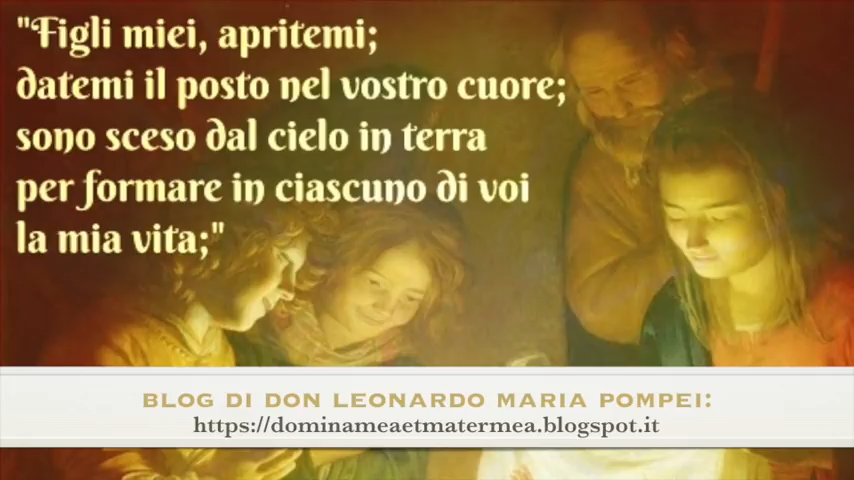 "Figli miei, apritemi;
datemi il posto nel vostro cuore;
sono sceso dal cielo in terra
per formare in ciascuno di voi
la mia vita;"
BLOG DI DON LEONARDO MARIA POMPEI:
https://dominameaetmatermea.blogspot.it